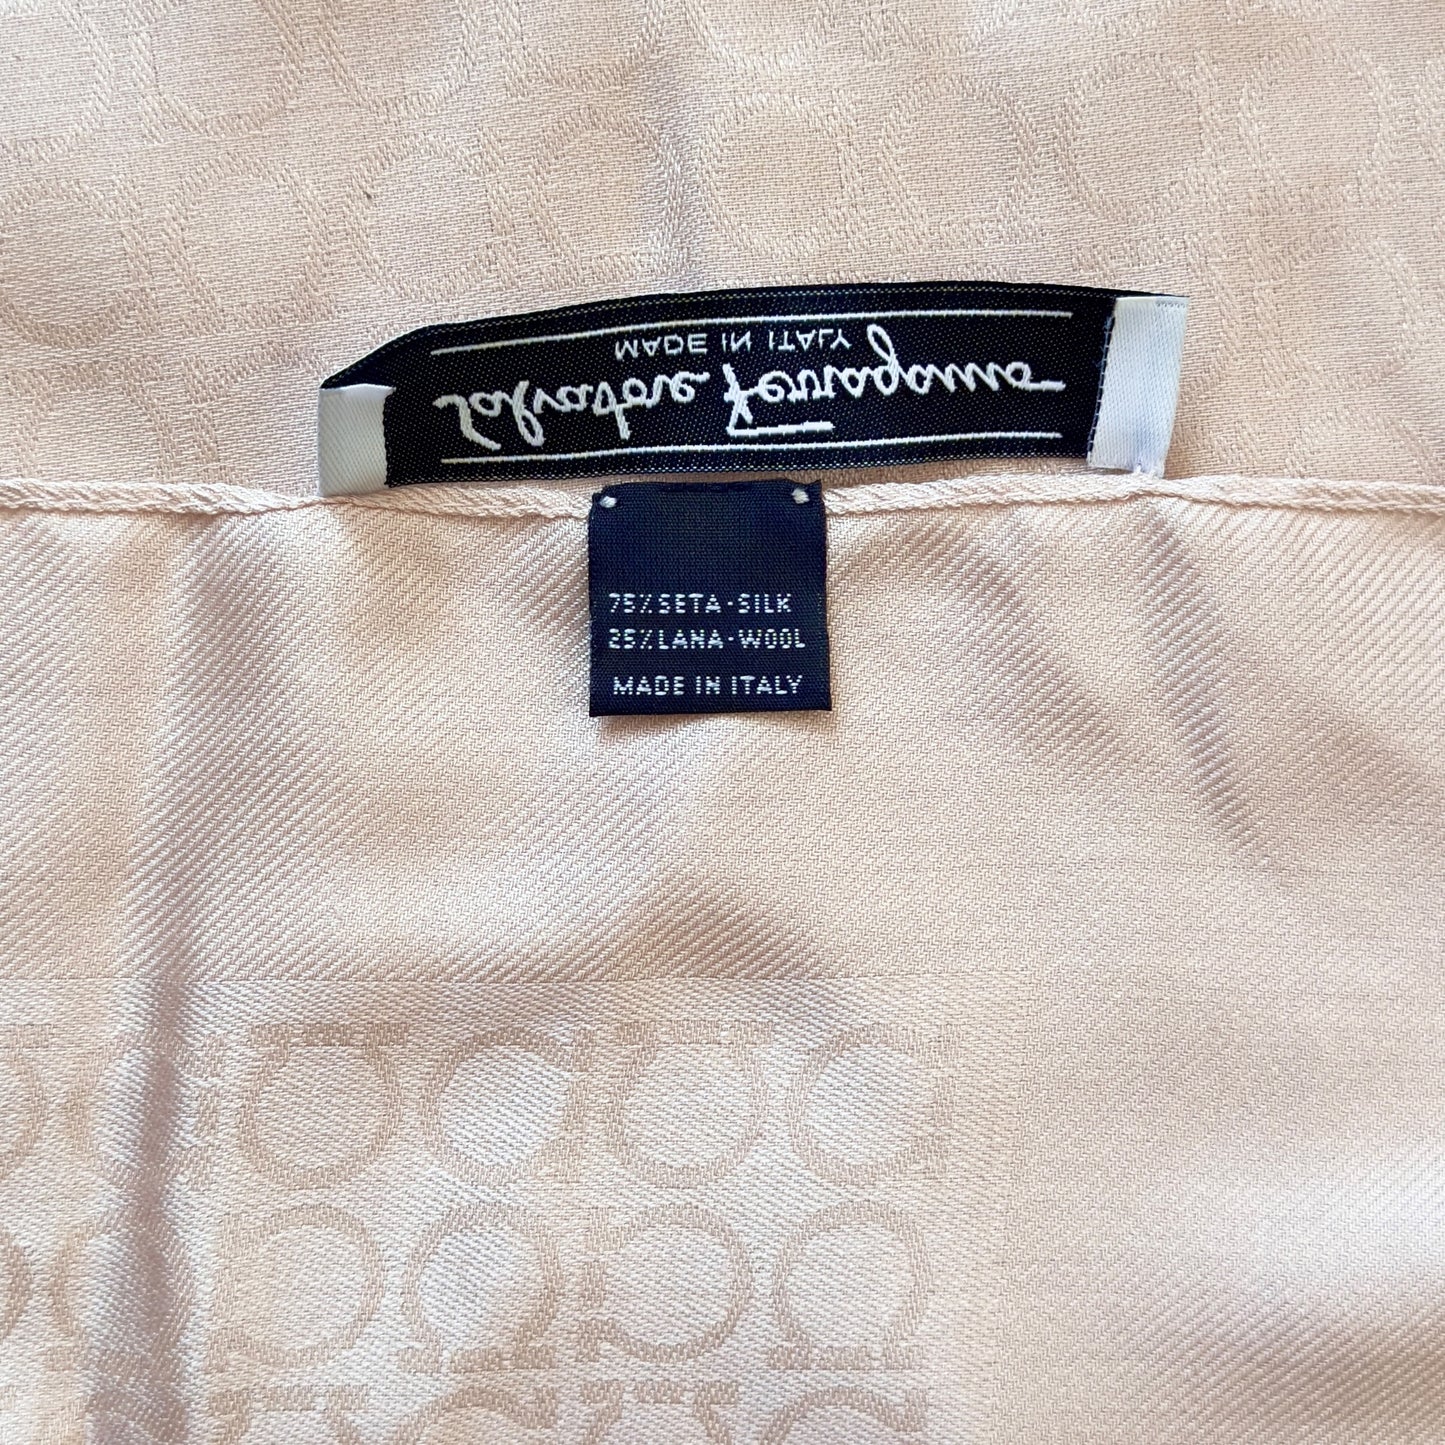 Salvatore Ferragamo
MADE IN ITALY
75% SETA-SILK
25% LANA-WOOL
MADE IN ITALY